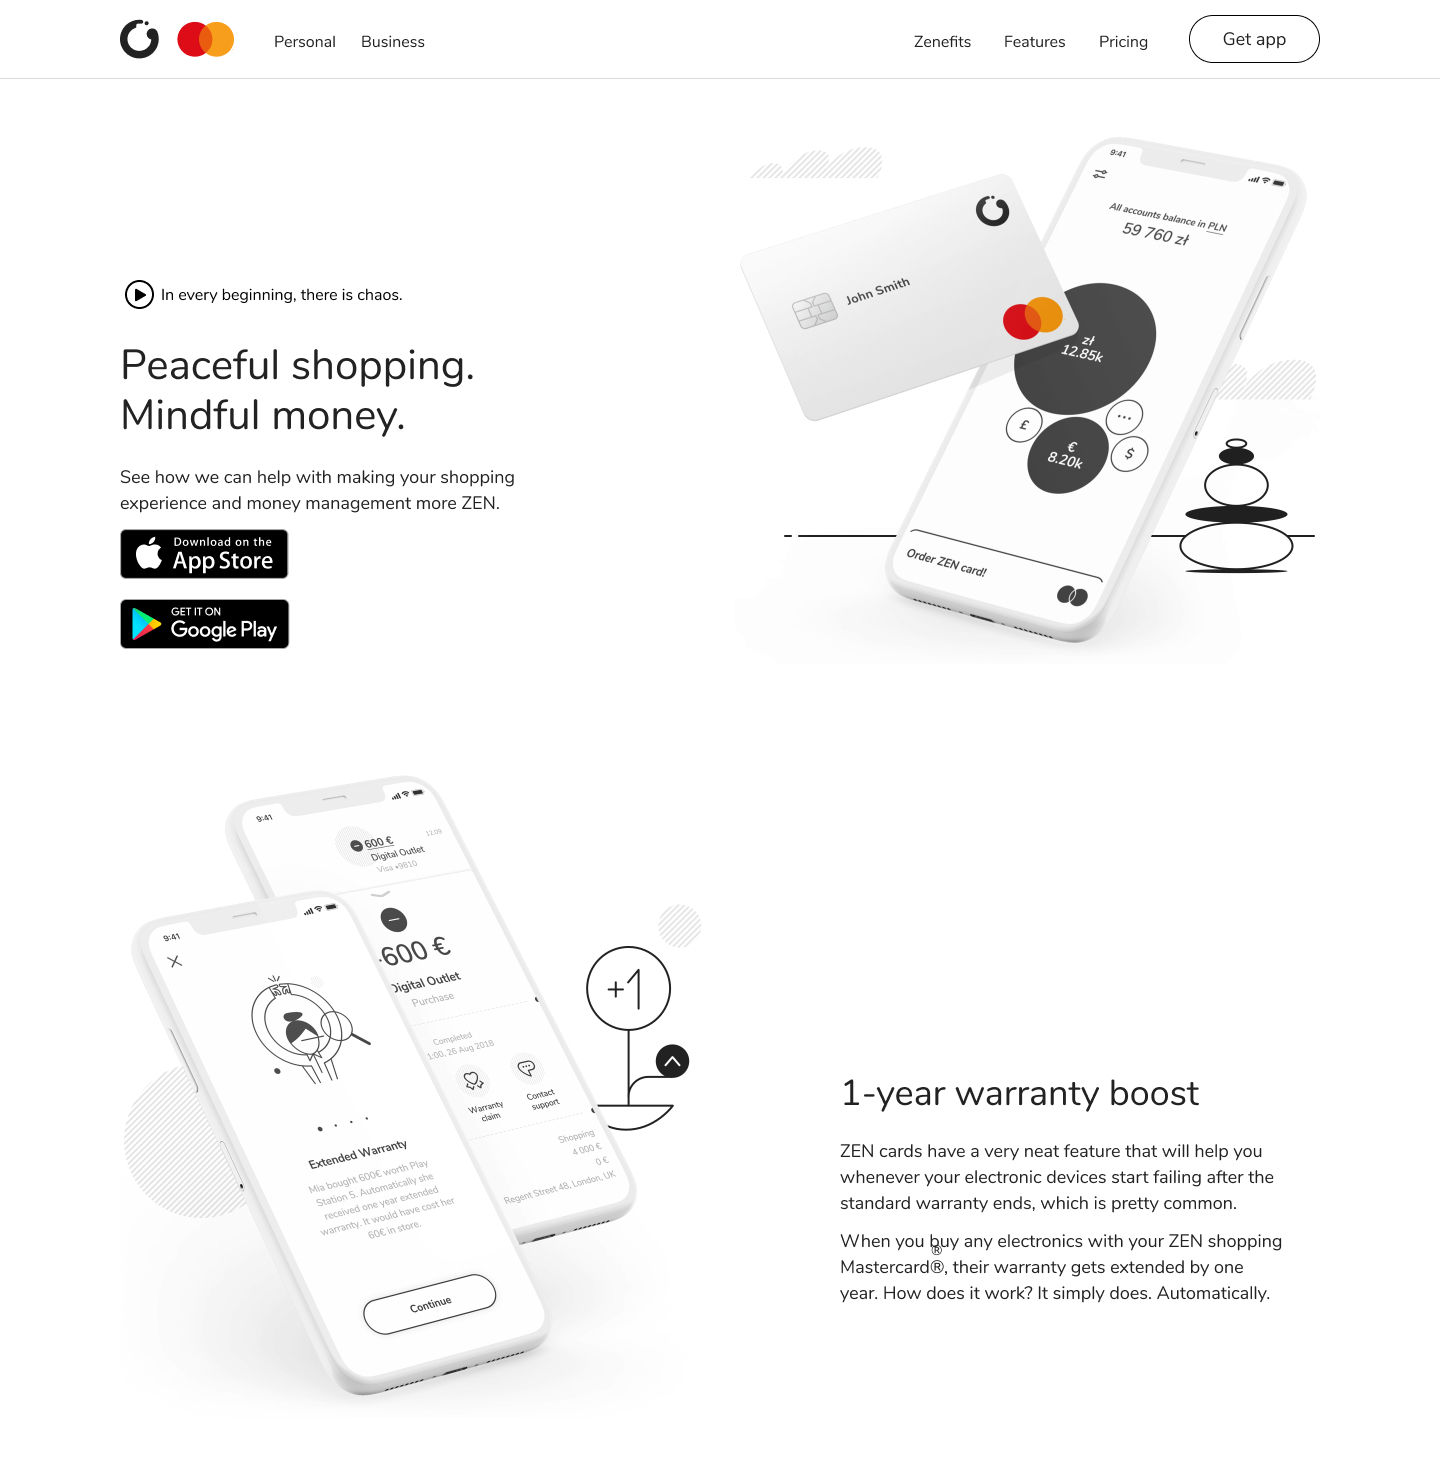 Personal Business Zenefits Features Pricing Get app
In every beginning, there is chaos.
Peaceful shopping.
Mindful money.
See how we can help with making your shopping
experience and money management more ZEN.
Download on the
App Store
GET IT ON
Google Play
John Smith
9:41
All accounts balance in PLN
59 760 zł
zł
12.85k
£
€
8.20k
$
Order ZEN card!
9:41
600 €
12.09
Digital Outlet
Visa •9810
-600 €
Digital Outlet
Purchase
Completed
1:00, 26 Aug 2018
Warranty
claim
Contact
support
Shopping
4 000 €
0 €
Regent Street 48, London, UK
9:41
Extended Warranty
Mia bought 600€ worth Play
Station 5. Automatically she
received one year extended
warranty. It would have cost her
60€ in store.
Continue
+1
1-year warranty boost
ZEN cards have a very neat feature that will help you
whenever your electronic devices start failing after the
standard warranty ends, which is pretty common.
When you buy any electronics with your ZEN shopping
®
Mastercard®, their warranty gets extended by one
year. How does it work? It simply does. Automatically.